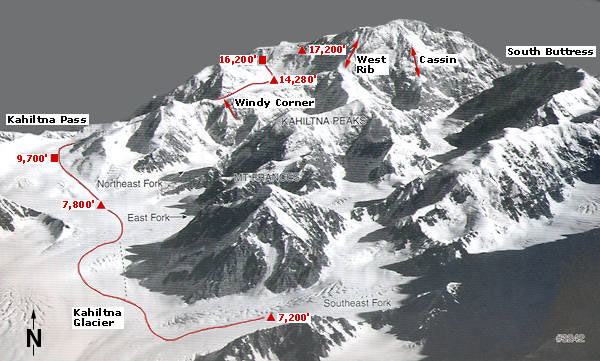 17,200'
16,200'
West
Rib
Cassin
South Buttress
14,280'
Windy Corner
Kahiltna Pass
KAHILTNA PEAKS
9,700'
Northeast Fork
MT FRANCES
7,800'
East Fork
Southeast Fork
Kahiltna
Glacier
7,200'
N